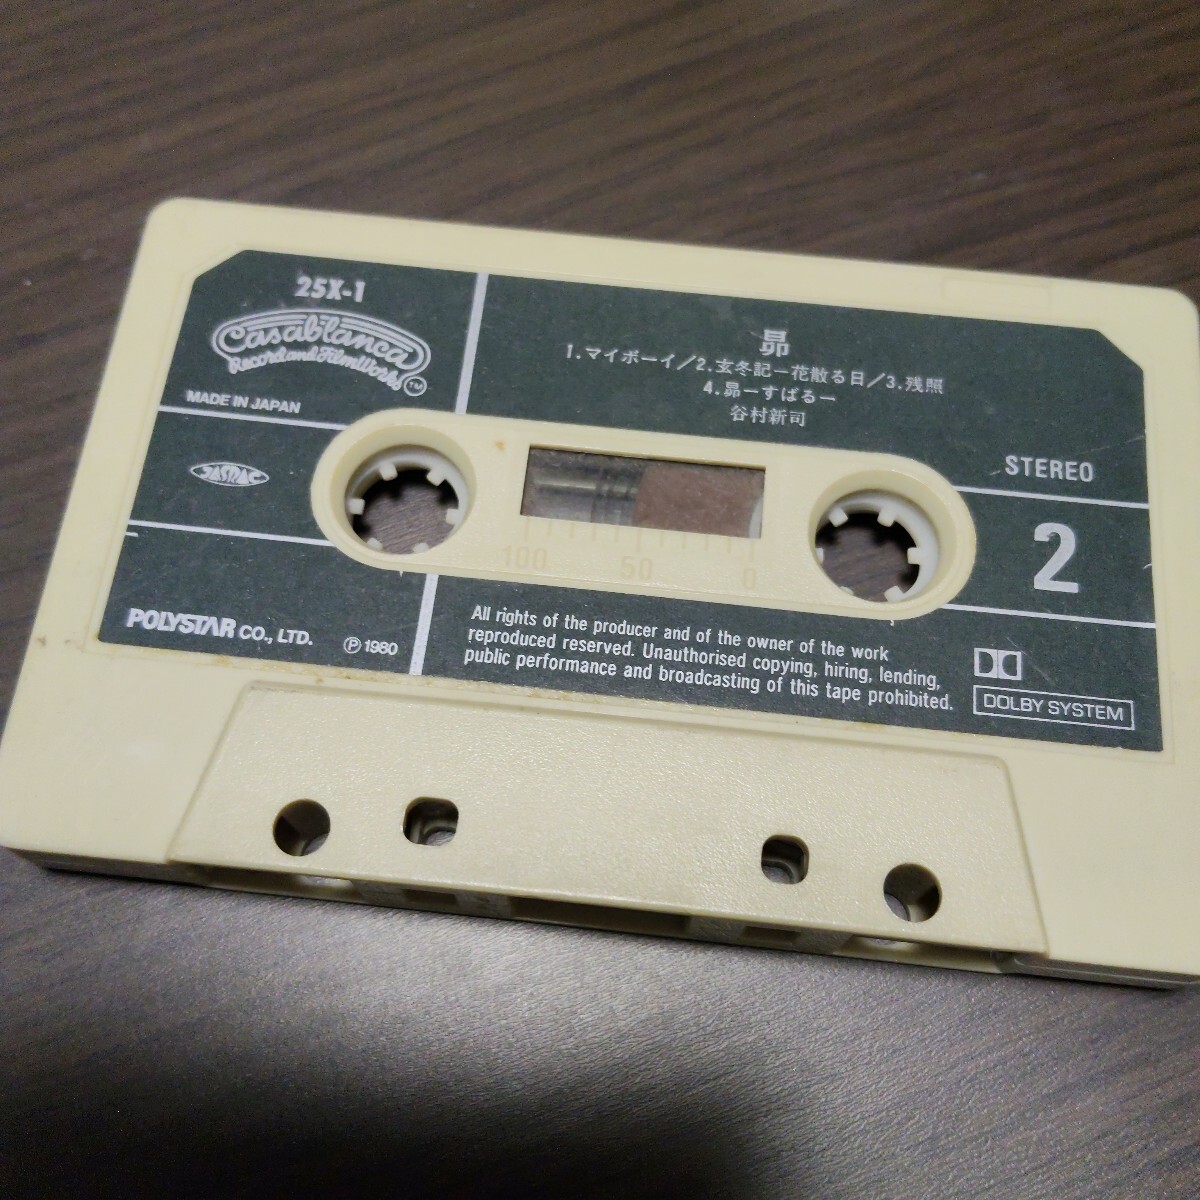 25X-1
Casablanca
Record and FilmWorks
TM
MADE IN JAPAN
JASRAC
POLYSTAR CO., LTD.
Ⓟ 1980
昴
1.マイボーイ/2.玄冬記ー花散る日/3.残照
4.昴ーすばるー
谷村新司
STEREO
2
100 50 0
All rights of the producer and of the owner of the work
reproduced reserved. Unauthorised copying, hiring, lending,
public performance and broadcasting of this tape prohibited.
DOLBY SYSTEM